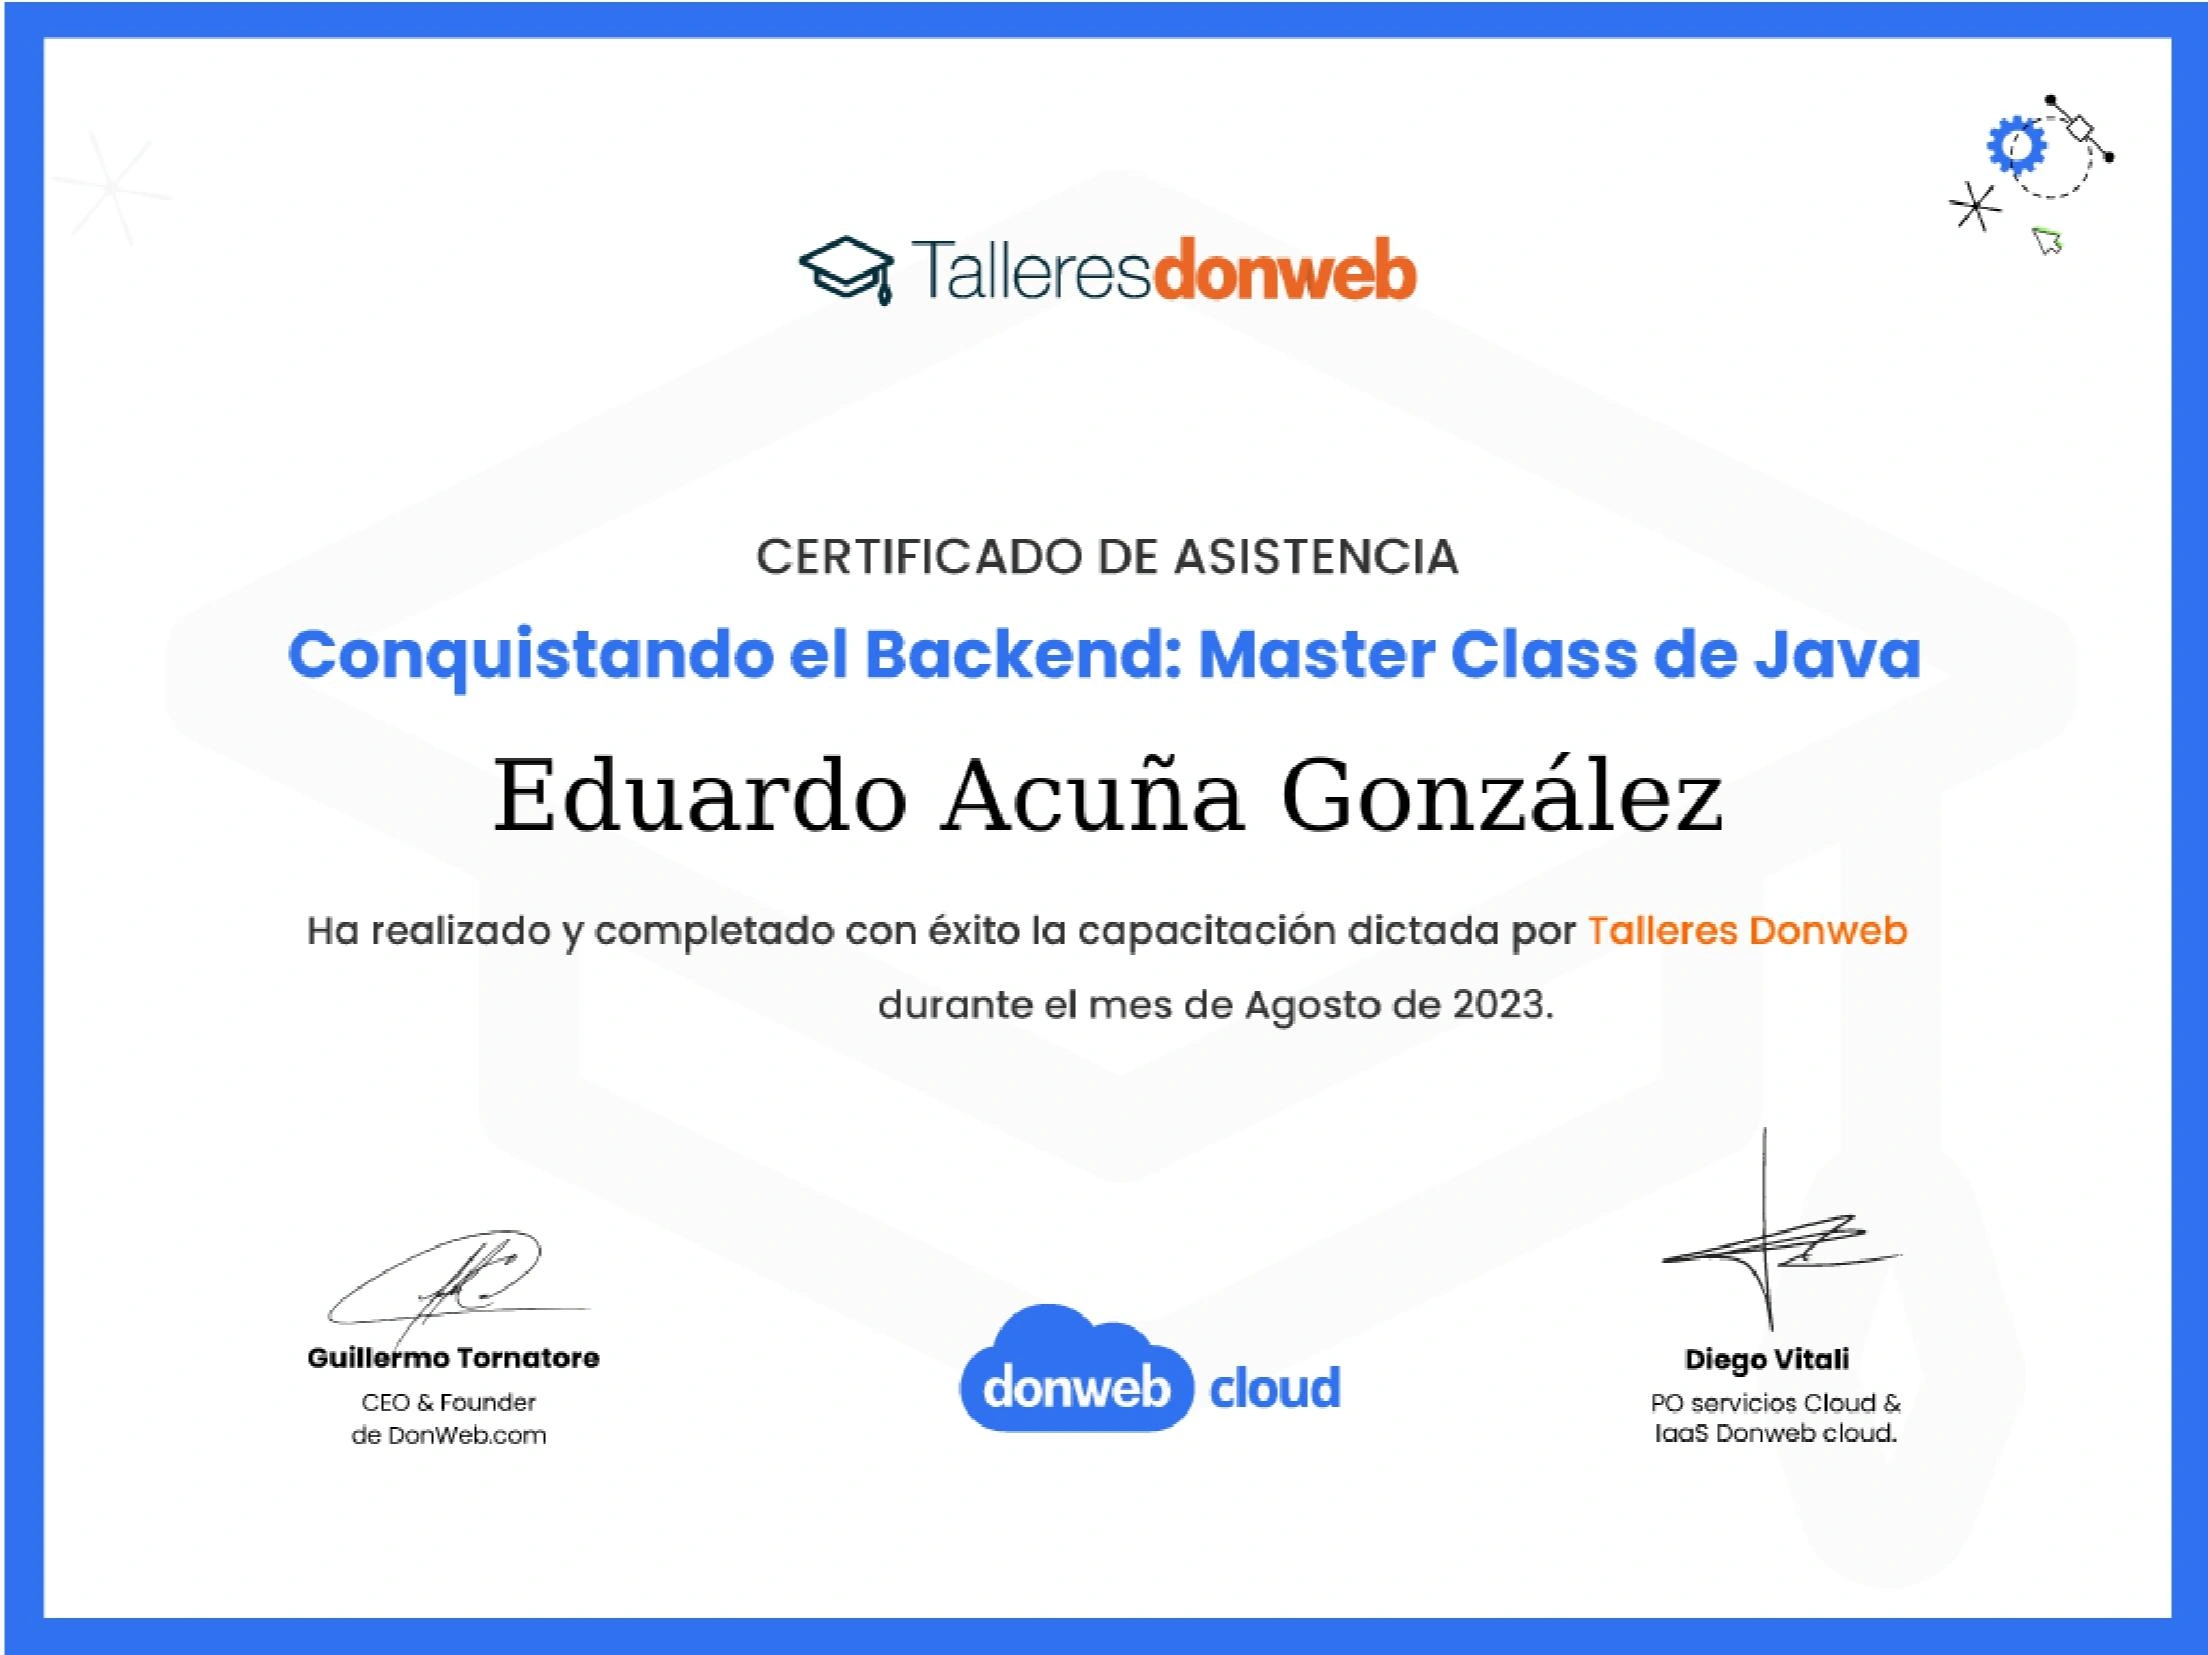 Talleresdonweb
CERTIFICADO DE ASISTENCIA
Conquistando el Backend: Master Class de Java
Eduardo Acuña González
Ha realizado y completado con éxito la capacitación dictada por Talleres Donweb
durante el mes de Agosto de 2023.
Guillermo Tornatore
CEO & Founder
de DonWeb.com
donweb cloud
Diego Vitali
PO servicios Cloud &
IaaS Donweb cloud.